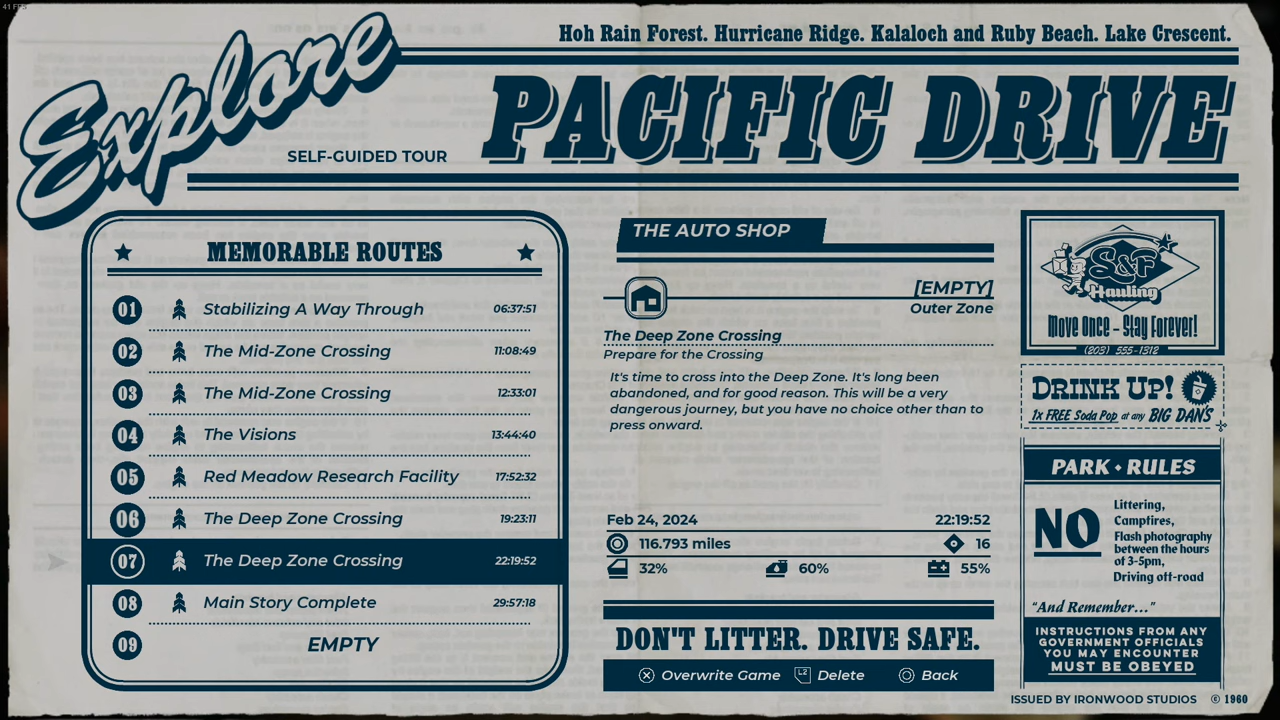 41 FPS
Hoh Rain Forest. Hurricane Ridge. Kalaloch and Ruby Beach. Lake Crescent.
Explore
PACIFIC DRIVE
SELF-GUIDED TOUR
MEMORABLE ROUTES
01 Stabilizing A Way Through 06:37:51
02 The Mid-Zone Crossing 11:08:49
03 The Mid-Zone Crossing 12:33:01
04 The Visions 13:44:40
05 Red Meadow Research Facility 17:52:32
06 The Deep Zone Crossing 19:23:11
07 The Deep Zone Crossing 22:19:52
08 Main Story Complete 29:57:18
09 EMPTY
THE AUTO SHOP
[EMPTY]
Outer Zone
The Deep Zone Crossing
Prepare for the Crossing
It's time to cross into the Deep Zone. It's long been
abandoned, and for good reason. This will be a very
dangerous journey, but you have no choice other than to
press onward.
Feb 24, 2024 22:19:52
116.793 miles 16
32% 60% 55%
DON'T LITTER. DRIVE SAFE.
Overwrite Game L2 Delete Back
S&F
Hauling
Move Once - Stay Forever!
(203) 555-1312
DRINK UP!
1x FREE Soda Pop at any BIG DAN'S
PARK • RULES
NO
Littering,
Campfires,
Flash photography
between the hours
of 3-5pm,
Driving off-road
"And Remember..."
INSTRUCTIONS FROM ANY
GOVERNMENT OFFICIALS
YOU MAY ENCOUNTER
MUST BE OBEYED
ISSUED BY IRONWOOD STUDIOS © 1960